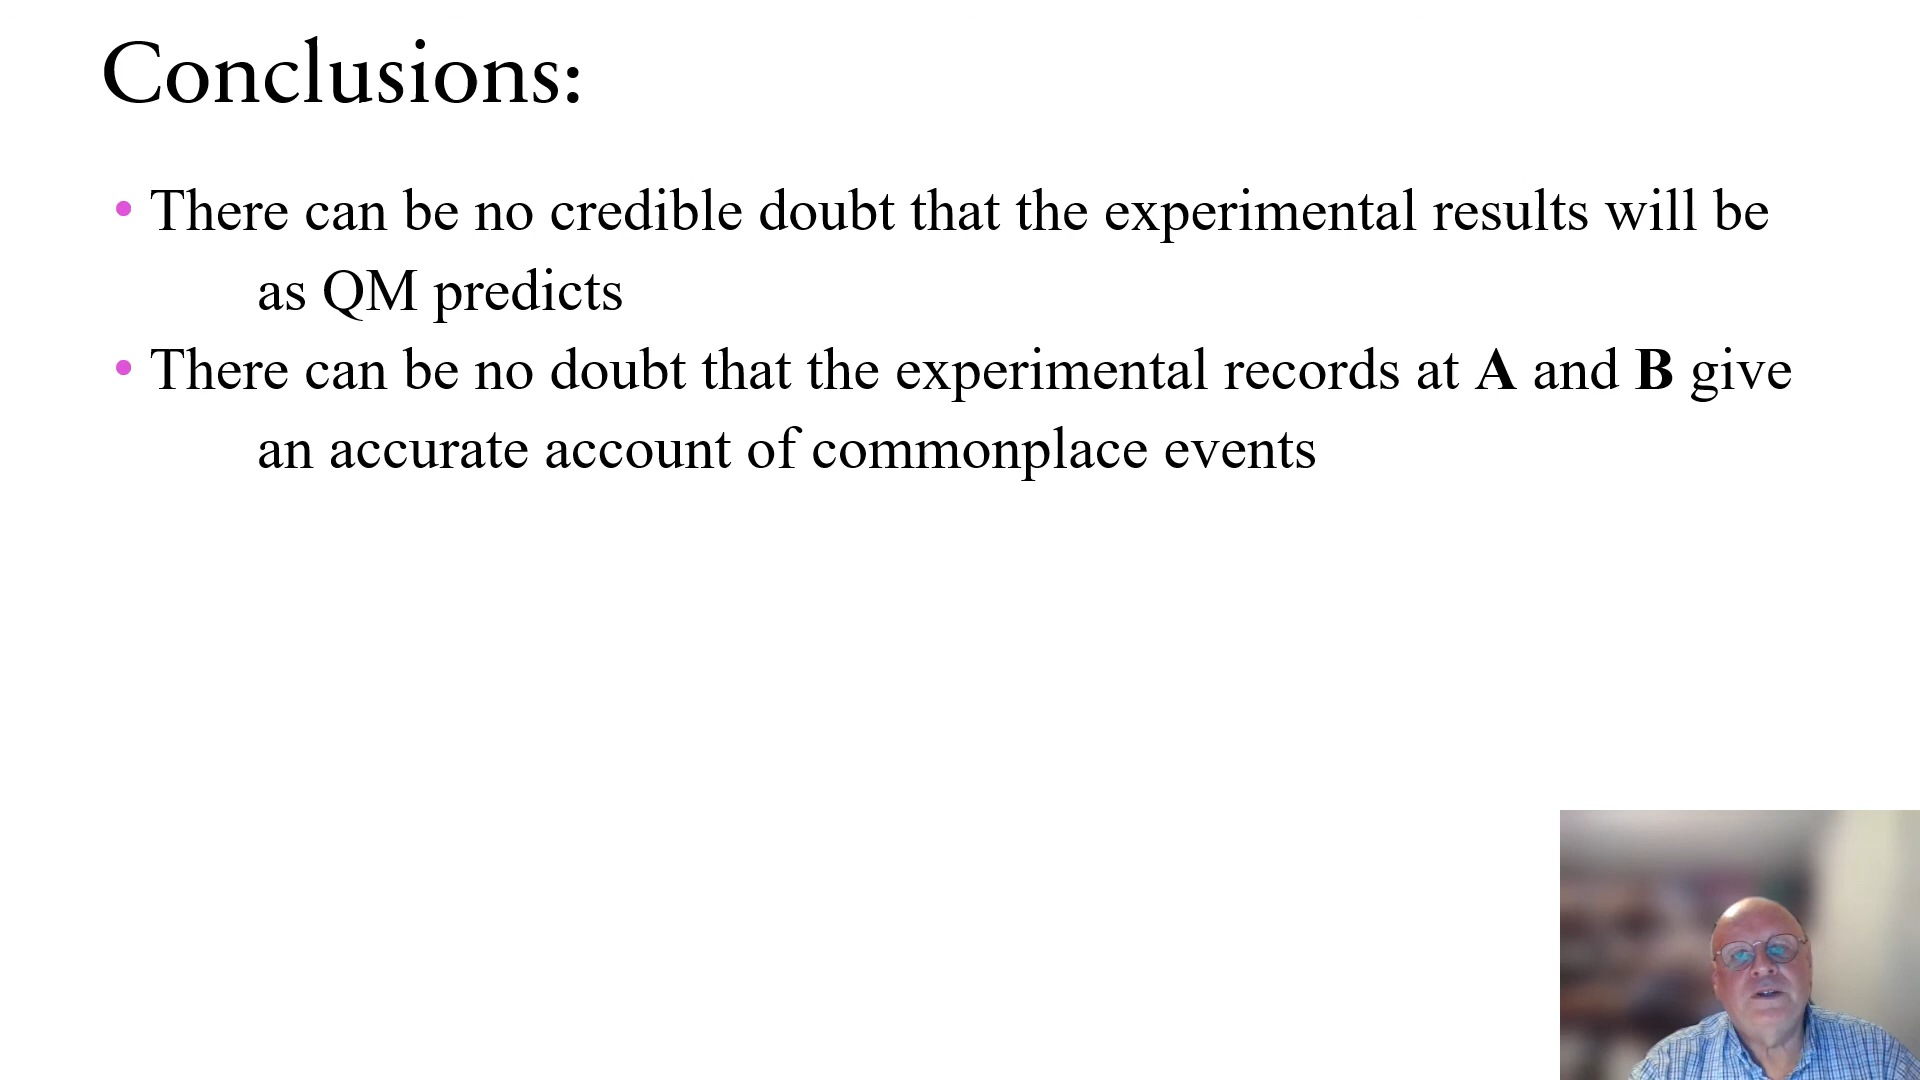 Conclusions:
• There can be no credible doubt that the experimental results will be
as QM predicts
• There can be no doubt that the experimental records at A and B give
an accurate account of commonplace events